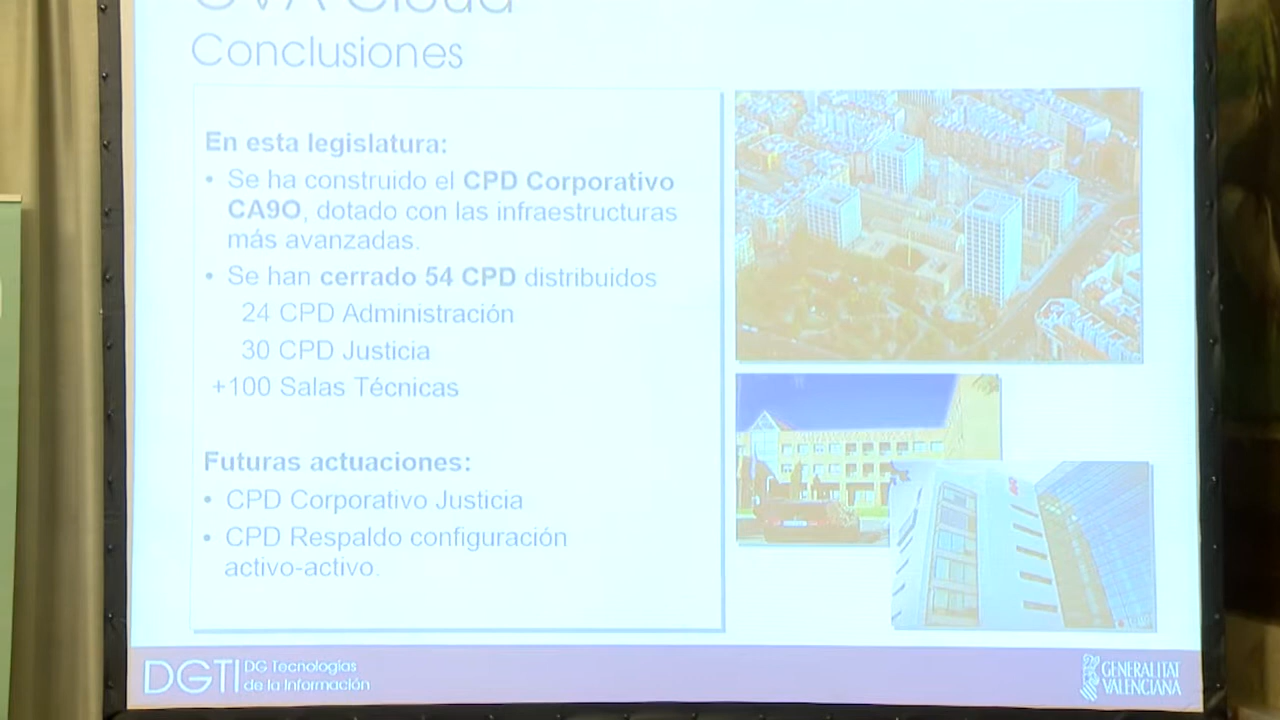 GVA Cloud
Conclusiones
En esta legislatura:
• Se ha construido el CPD Corporativo
CA9O, dotado con las infraestructuras
más avanzadas.
• Se han cerrado 54 CPD distribuidos
24 CPD Administración
30 CPD Justicia
+100 Salas Técnicas
Futuras actuaciones:
• CPD Corporativo Justicia
• CPD Respaldo configuración
activo-activo.
DGTI DG Tecnologías
de la Información
GENERALITAT
VALENCIANA